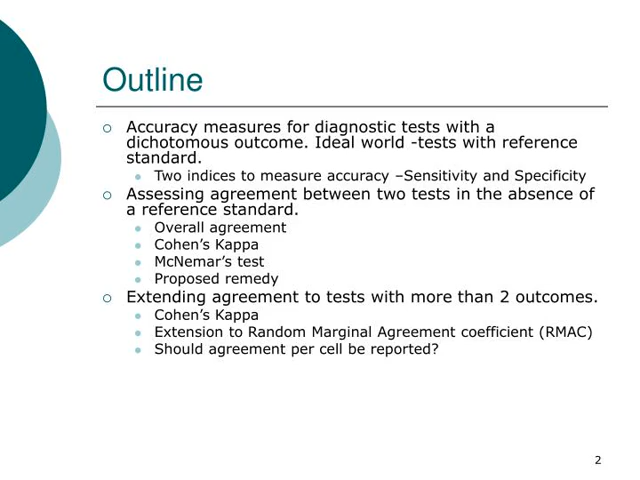 Outline
Accuracy measures for diagnostic tests with a
dichotomous outcome. Ideal world -tests with reference
standard.
Two indices to measure accuracy –Sensitivity and Specificity
Assessing agreement between two tests in the absence of
a reference standard.
Overall agreement
Cohen’s Kappa
McNemar’s test
Proposed remedy
Extending agreement to tests with more than 2 outcomes.
Cohen’s Kappa
Extension to Random Marginal Agreement coefficient (RMAC)
Should agreement per cell be reported?
2